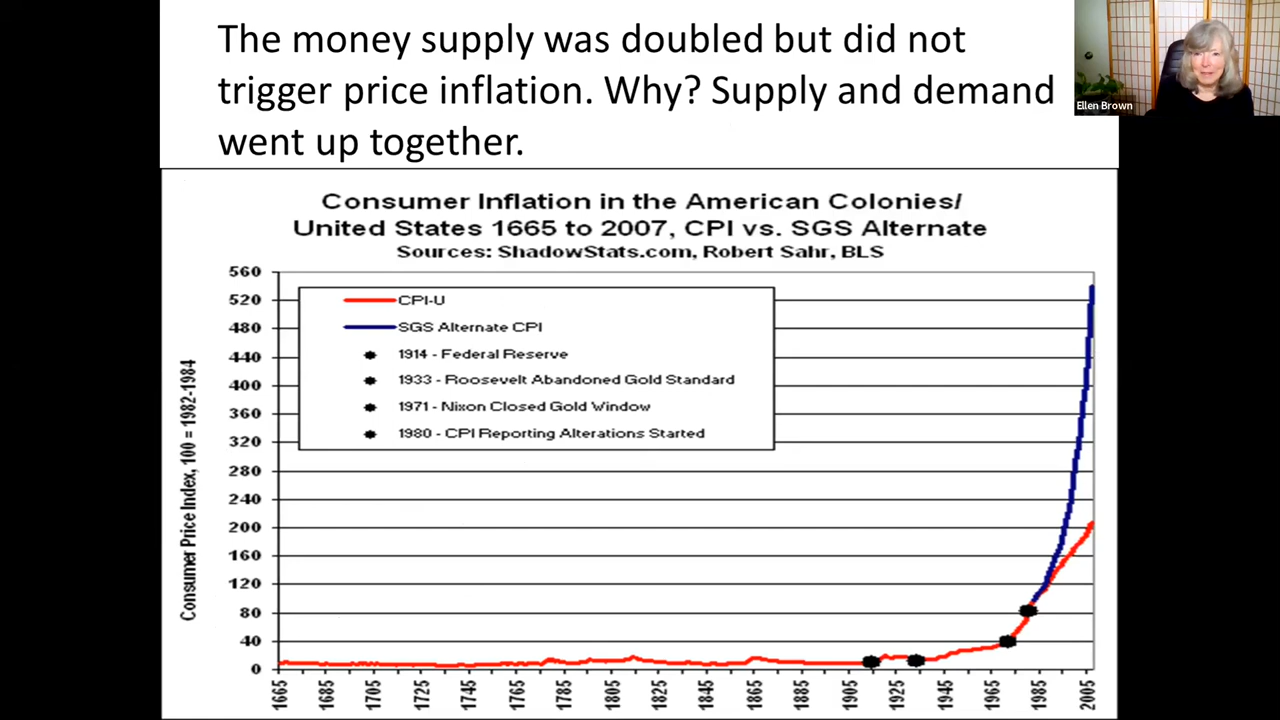 The money supply was doubled but did not
trigger price inflation. Why? Supply and demand
went up together.
Ellen Brown
Consumer Inflation in the American Colonies/
United States 1665 to 2007, CPI vs. SGS Alternate
Sources: ShadowStats.com, Robert Sahr, BLS
Consumer Price Index, 100 = 1982-1984
560
520
480
440
400
360
320
280
240
200
160
120
80
40
0
CPI-U
SGS Alternate CPI
1914 - Federal Reserve
1933 - Roosevelt Abandoned Gold Standard
1971 - Nixon Closed Gold Window
1980 - CPI Reporting Alterations Started
1665 1685 1705 1725 1745 1765 1785 1805 1825 1845 1865 1885 1905 1925 1945 1965 1985 2005